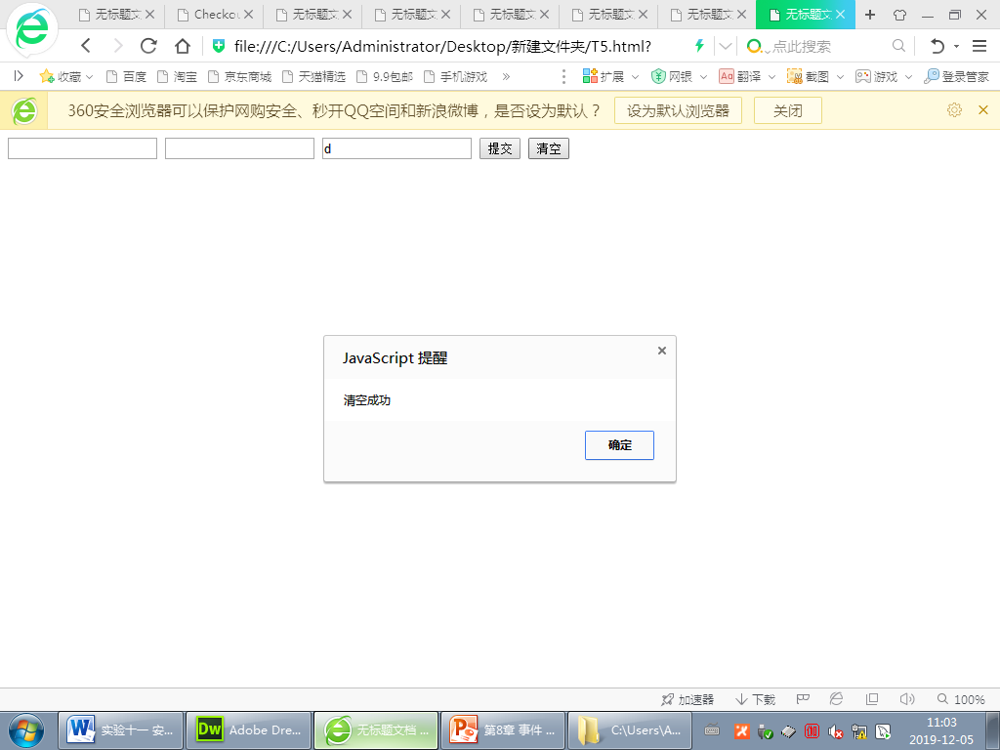 无标题文
Checkou
无标题文
无标题文
无标题文
无标题文
无标题文
无标题文
file:///C:/Users/Administrator/Desktop/新建文件夹/T5.html?
点此搜索
收藏
百度
淘宝
京东商城
天猫精选
9.9包邮
手机游戏
»
扩展
网银
Aa 翻译
截图
游戏
登录管家
360安全浏览器可以保护网购安全、秒开QQ空间和新浪微博，是否设为默认？
设为默认浏览器
关闭
d
提交
清空
JavaScript 提醒
清空成功
确定
加速器
下载
100%
实验十一 安...
Dw Adobe Dre...
无标题文档 ...
第8章 事件 ...
C:\Users\A...
11:03
2019-12-05